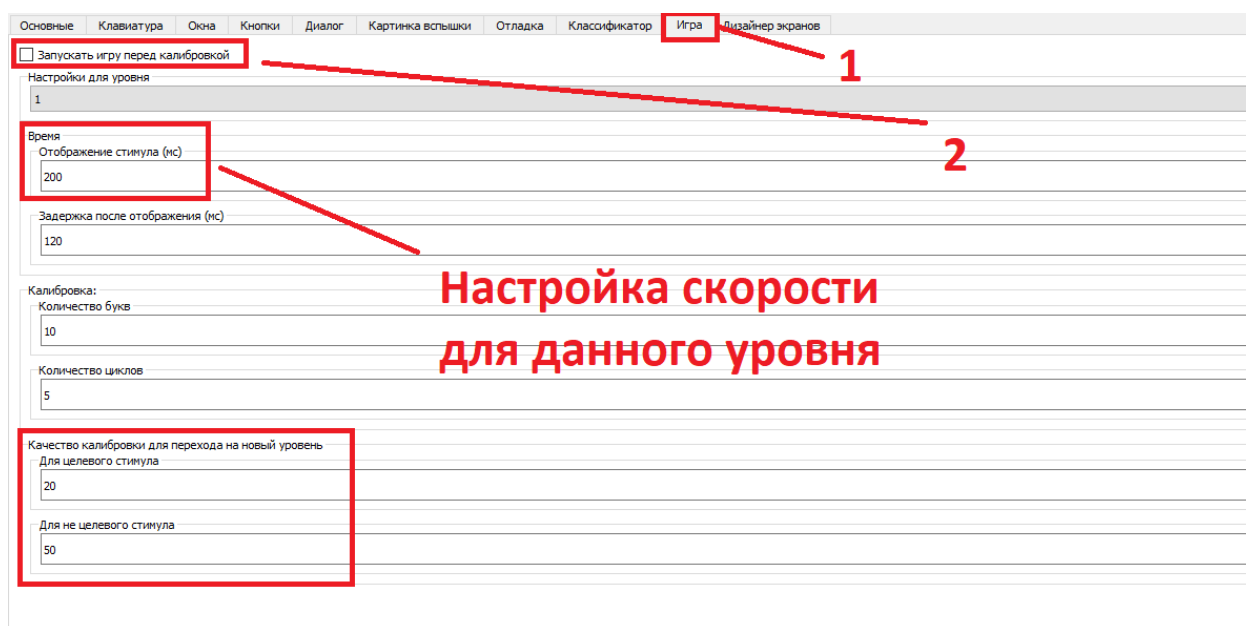 Основные Клавиатура Окна Кнопки Диалог Картинка вспышки Отладка Классификатор Игра Дизайнер экранов
Запускать игру перед калибровкой
1
Настройки для уровня
1
Время
2
Отображение стимула (мс)
200
Задержка после отображения (мс)
120
Настройка скорости
для данного уровня
Калибровка:
Количество букв
10
Количество циклов
5
Качество калибровки для перехода на новый уровень
Для целевого стимула
20
Для не целевого стимула
50